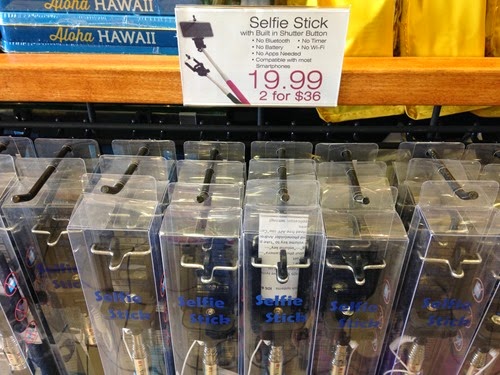 Aloha HAWAII
Aloha HAWAII
Selfie Stick
with Built in Shutter Button
• No Bluetooth • No Timer
• No Battery • No Wi-Fi
• No Apps Needed
• Compatible with most
Smartphones
19.99
2 for $36
Selfie
Stick
Selfie
Stick
Selfie
Stick
Selfie
Stick
Selfie
Stick